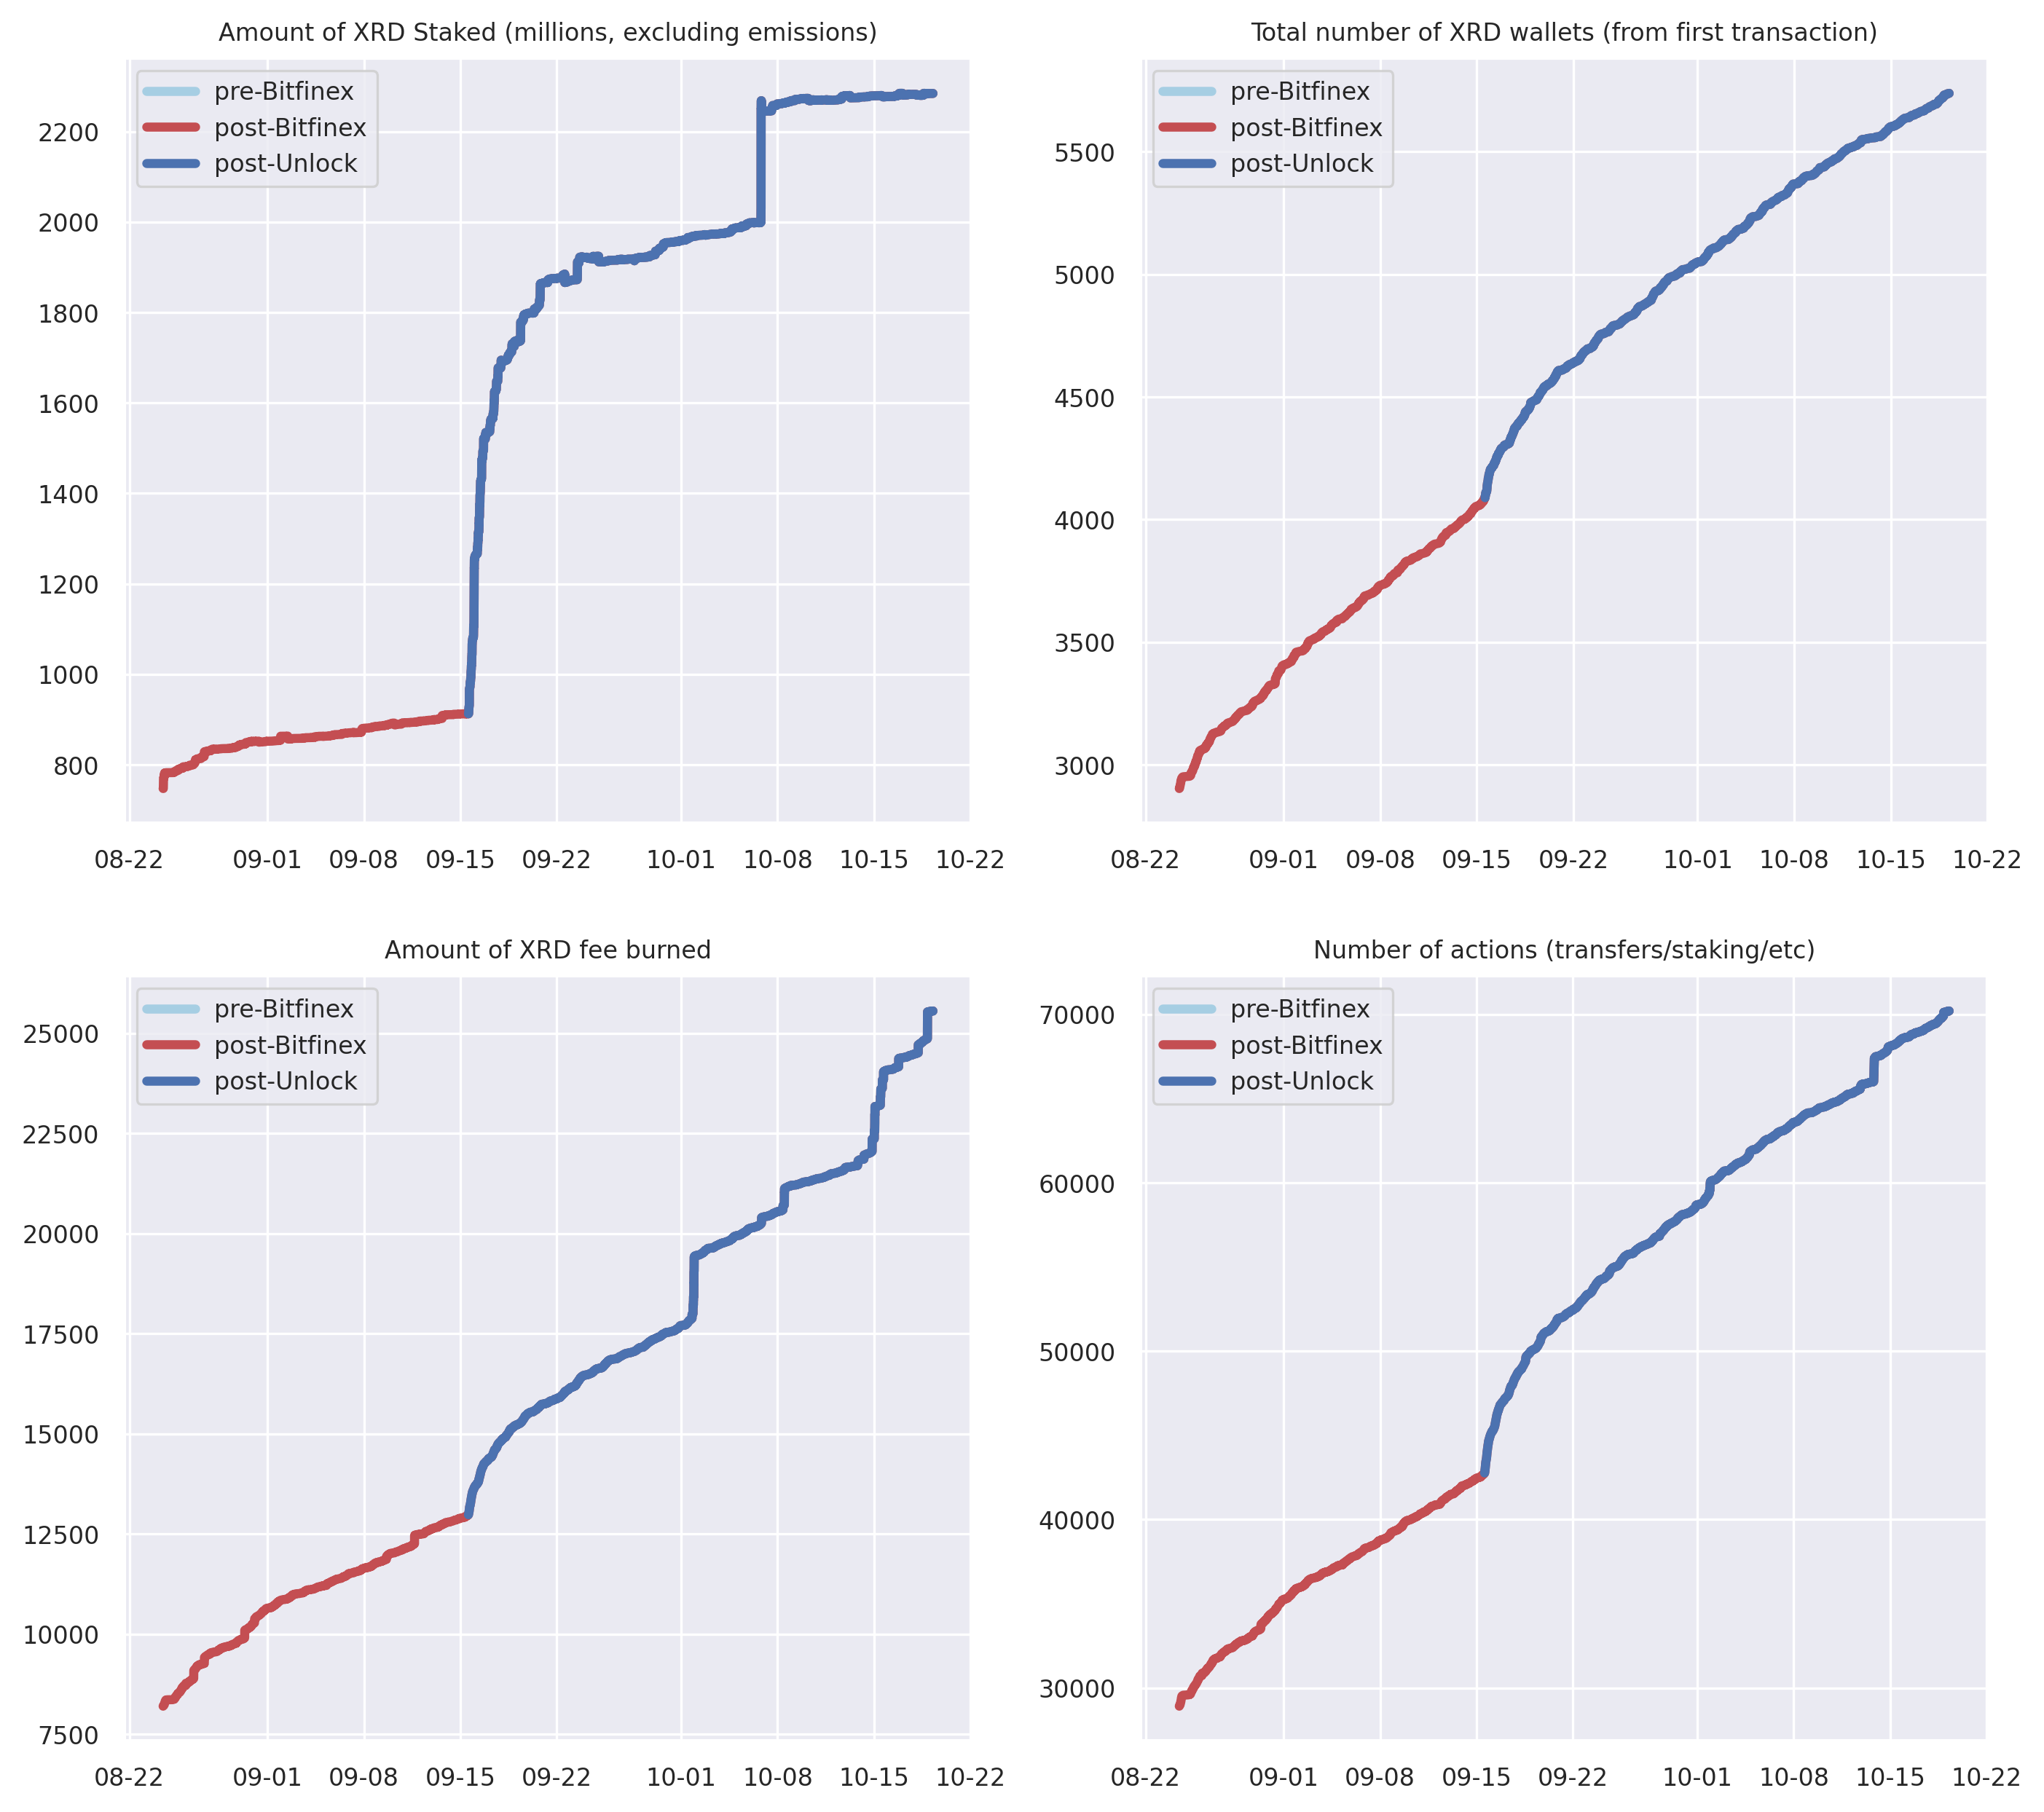 Amount of XRD Staked (millions, excluding emissions)
pre-Bitfinex
post-Bitfinex
post-Unlock
2200
2000
1800
1600
1400
1200
1000
800
08-22 09-01 09-08 09-15 09-22 10-01 10-08 10-15 10-22
Total number of XRD wallets (from first transaction)
pre-Bitfinex
post-Bitfinex
post-Unlock
5500
5000
4500
4000
3500
3000
08-22 09-01 09-08 09-15 09-22 10-01 10-08 10-15 10-22
Amount of XRD fee burned
pre-Bitfinex
post-Bitfinex
post-Unlock
25000
22500
20000
17500
15000
12500
10000
7500
08-22 09-01 09-08 09-15 09-22 10-01 10-08 10-15 10-22
Number of actions (transfers/staking/etc)
pre-Bitfinex
post-Bitfinex
post-Unlock
70000
60000
50000
40000
30000
08-22 09-01 09-08 09-15 09-22 10-01 10-08 10-15 10-22